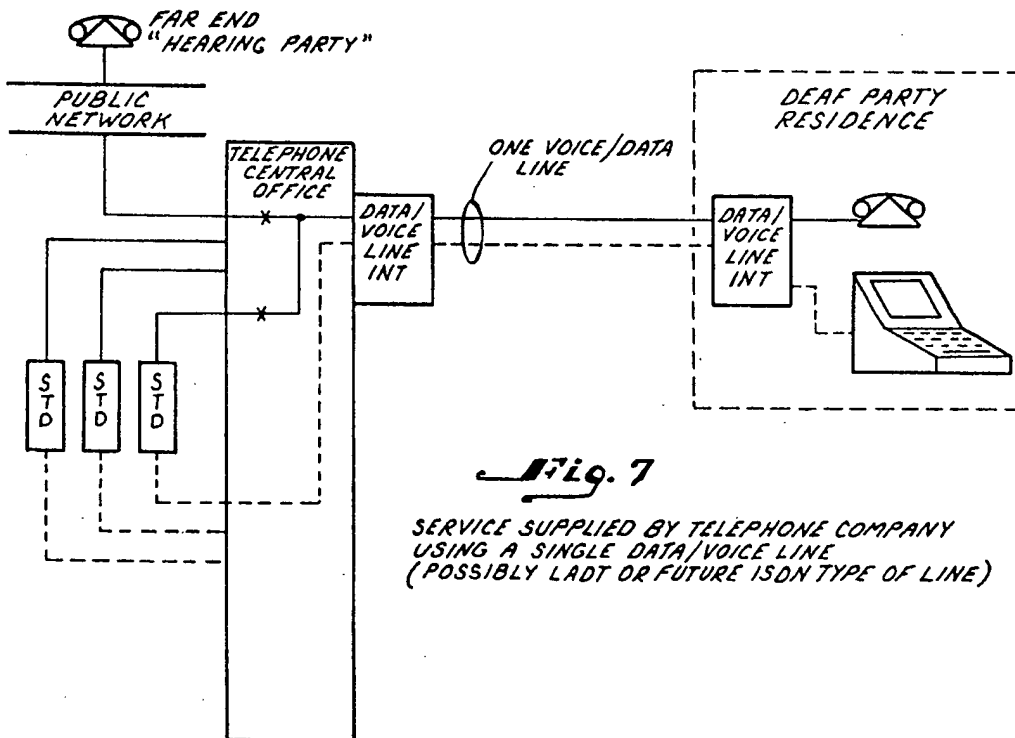 FAR END
"HEARING PARTY"
PUBLIC
NETWORK
TELEPHONE
CENTRAL
OFFICE
DATA/
VOICE
LINE
INT
ONE VOICE/DATA
LINE
DEAF PARTY
RESIDENCE
DATA/
VOICE
LINE
INT
STD
STD
STD
Fig. 7
SERVICE SUPPLIED BY TELEPHONE COMPANY
USING A SINGLE DATA/VOICE LINE
(POSSIBLY LADT OR FUTURE ISDN TYPE OF LINE)